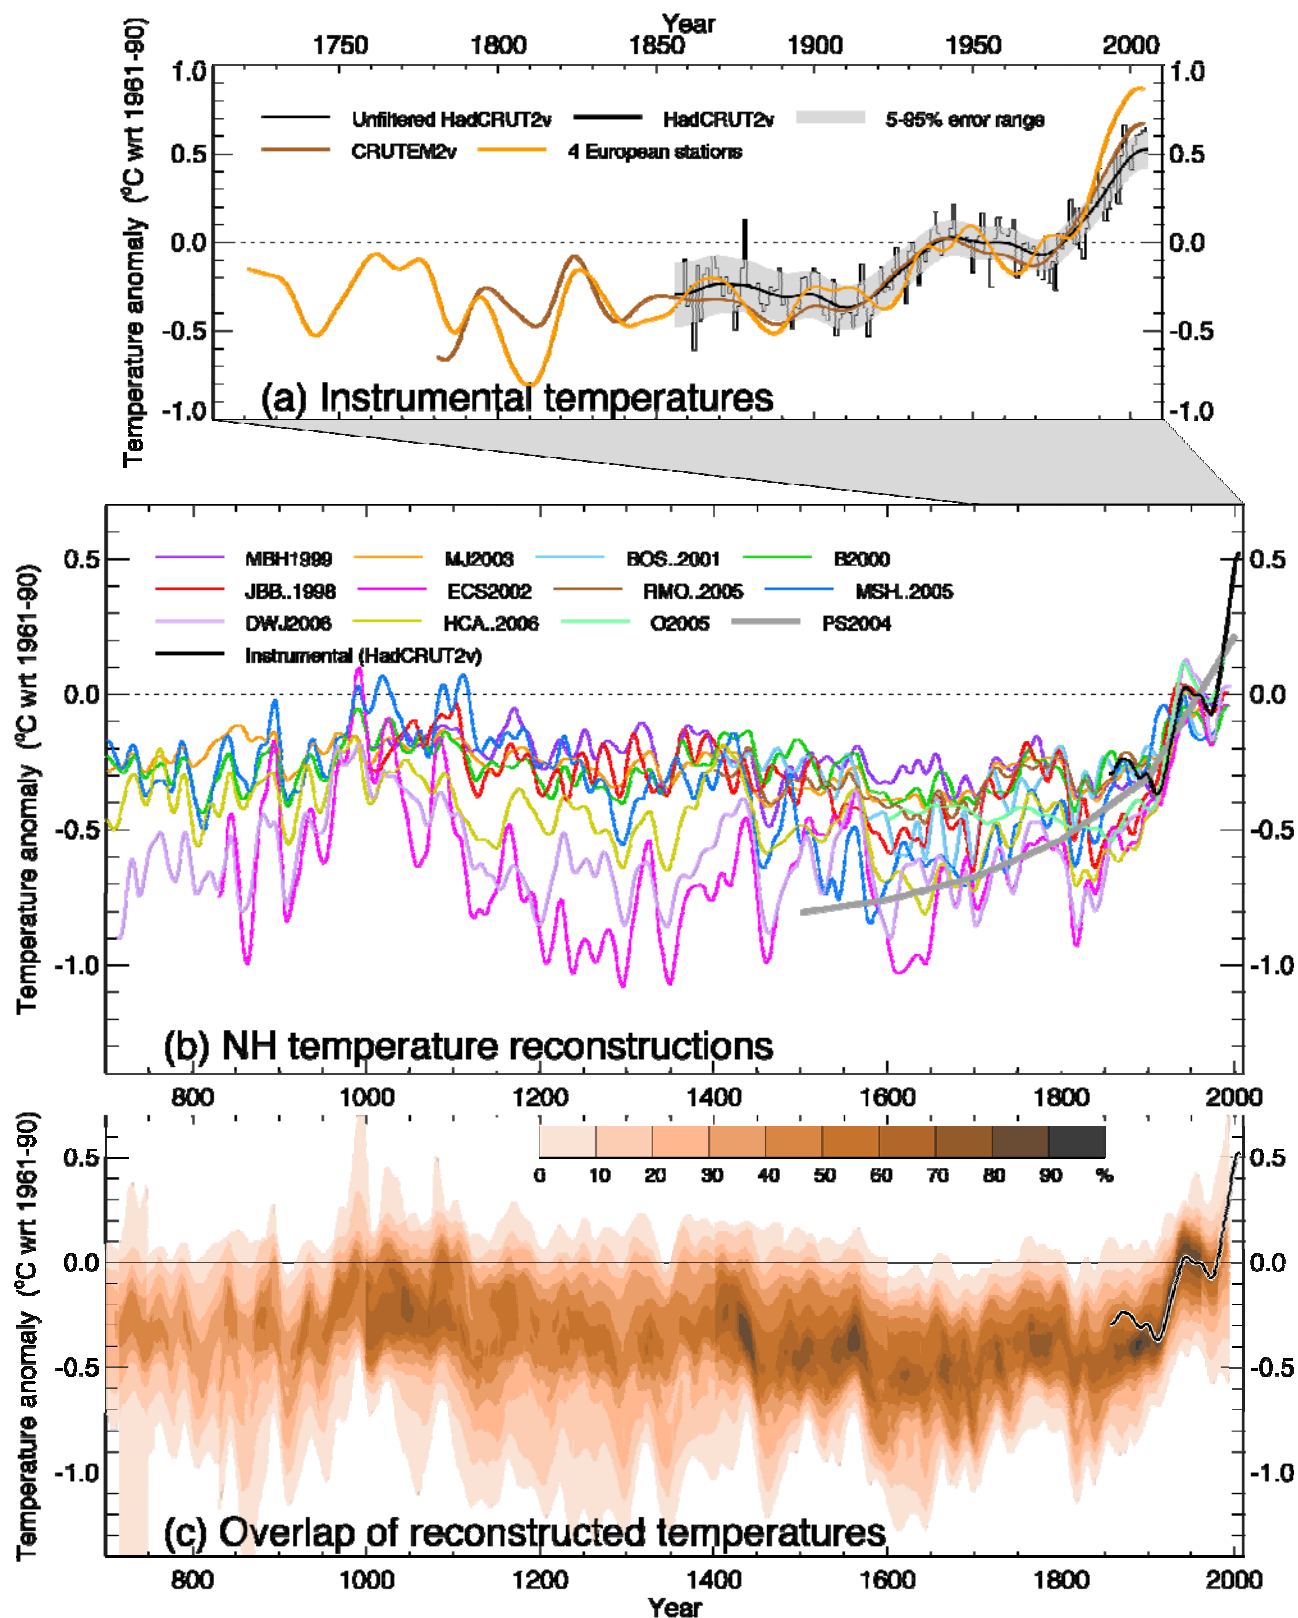 Year
1750 1800 1850 1900 1950 2000
Temperature anomaly (ºC wrt 1961-90)
1.0 1.0
Unfiltered HadCRUT2v HadCRUT2v 5-95% error range
CRUTEM2v 4 European stations
0.5 0.5
0.0 0.0
-0.5 -0.5
-1.0 -1.0
(a) Instrumental temperatures
Temperature anomaly (ºC wrt 1961-90)
0.5 0.5
MBH1999 MJ2003 BOS..2001 B2000
JBB..1998 ECS2002 RMO..2005 MSH..2005
DWJ2006 HCA..2006 O2005 PS2004
Instrumental (HadCRUT2v)
0.0 0.0
-0.5 -0.5
-1.0 -1.0
(b) NH temperature reconstructions
800 1000 1200 1400 1600 1800 2000
Temperature anomaly (ºC wrt 1961-90)
0.5 0.5
0 10 20 30 40 50 60 70 80 90 %
0.0 0.0
-0.5 -0.5
-1.0 -1.0
(c) Overlap of reconstructed temperatures
800 1000 1200 1400 1600 1800 2000
Year